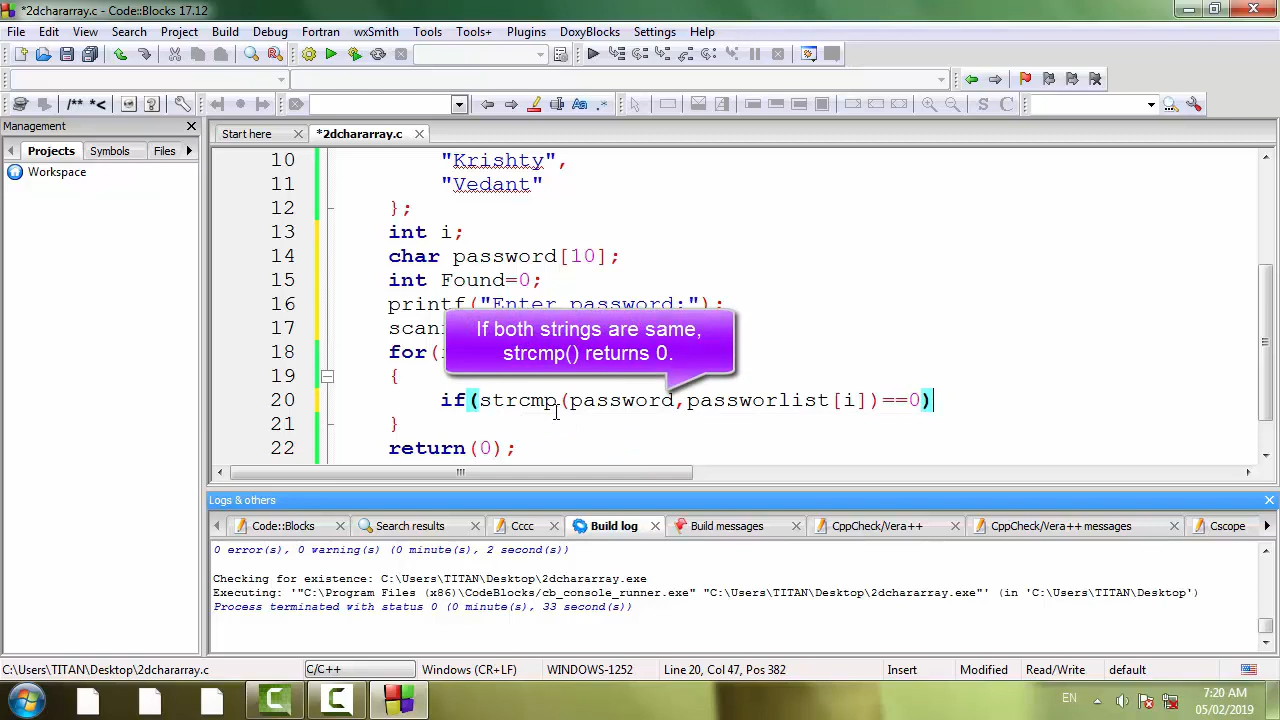 *2dchararray.c - Code::Blocks 17.12
File Edit View Search Project Build Debug Fortran wxSmith Tools Tools+ Plugins DoxyBlocks Settings Help
/** *<
Management
Start here
*2dchararray.c
Projects Symbols Files
Workspace
10 "Krishty",
11 "Vedant"
12 };
13 int i;
14 char password[10];
15 int Found=0;
16 printf("Enter password:");
17 scan
18 for(
If both strings are same,
strcmp() returns 0.
19 {
20 if(strcmp(password,passworlist[i])==0)
21 }
22 return(0);
Logs & others
Code::Blocks Search results Cccc Build log Build messages CppCheck/Vera++ CppCheck/Vera++ messages Cscope
0 error(s), 0 warning(s) (0 minute(s), 2 second(s))
Checking for existence: C:\Users\TITAN\Desktop\2dchararray.exe
Executing: '"C:\Program Files (x86)\CodeBlocks/cb_console_runner.exe" "C:\Users\TITAN\Desktop\2dchararray.exe"' (in 'C:\Users\TITAN\Desktop')
Process terminated with status 0 (0 minute(s), 33 second(s))
C:\Users\TITAN\Desktop\2dchararray.c C/C++ Windows (CR+LF) WINDOWS-1252 Line 20, Col 47, Pos 382 Insert Modified Read/Write default
EN
7:20 AM
05/02/2019